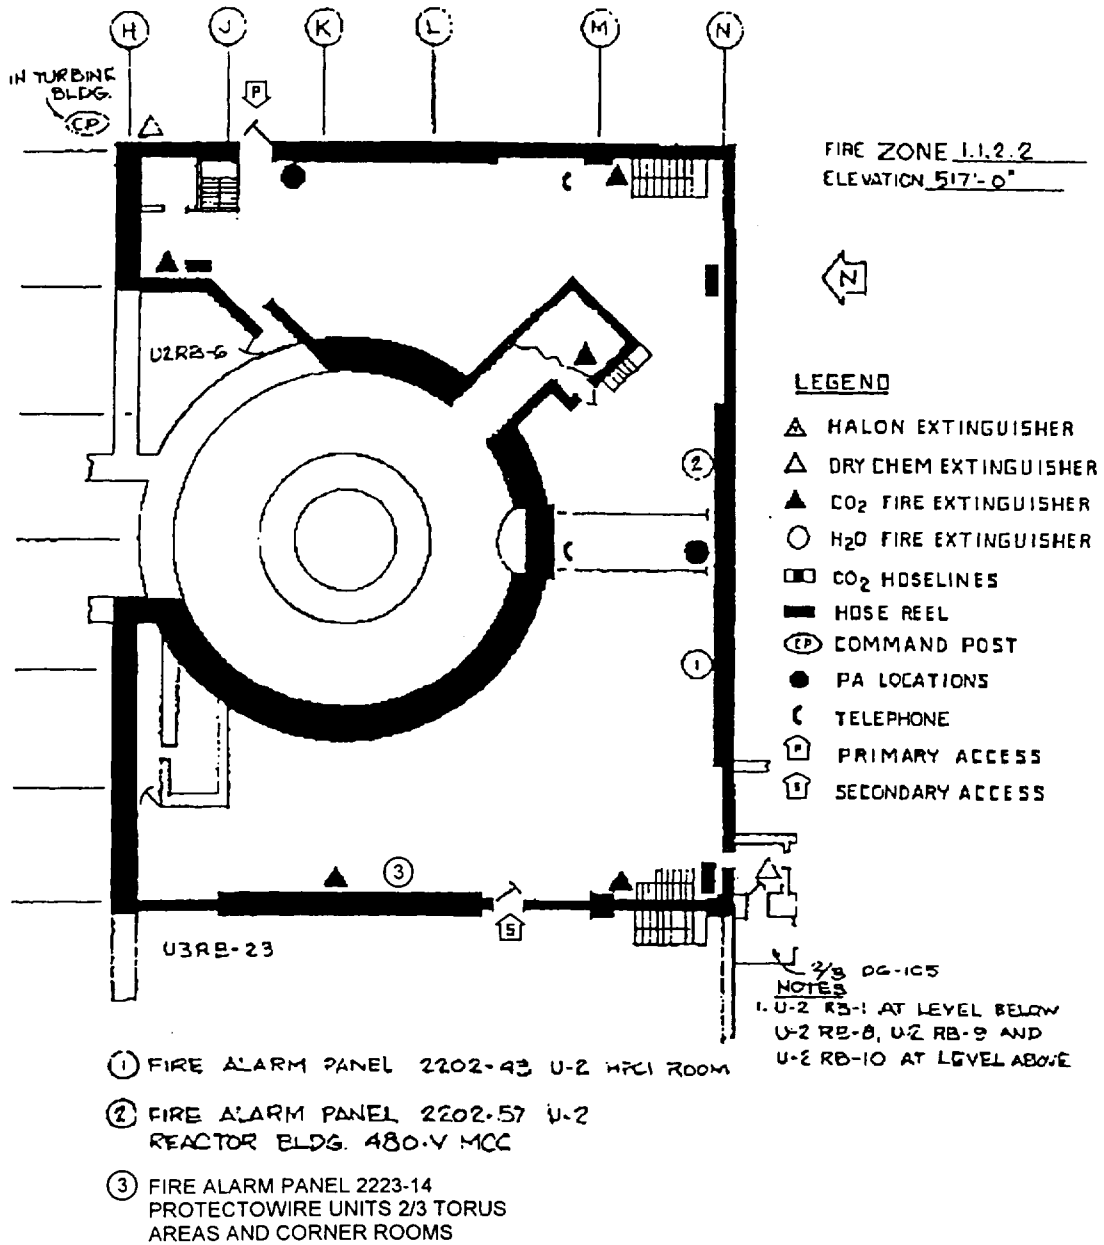 H J K L M N
IN TURBINE
BLDG.
CP
P
FIRE ZONE 1.1.2.2
ELEVATION 517'-0"
N
U2RB-6
LEGEND
HALON EXTINGUISHER
DRY CHEM EXTINGUISHER
CO2 FIRE EXTINGUISHER
H2O FIRE EXTINGUISHER
CO2 HOSELINES
HOSE REEL
CP COMMAND POST
PA LOCATIONS
TELEPHONE
P PRIMARY ACCESS
S SECONDARY ACCESS
2
1
3
S
U3RB-23
2/3 DG-105
NOTES
1. U-2 RB-1 AT LEVEL BELOW
U-2 RB-8, U-2 RB-9 AND
U-2 RB-10 AT LEVEL ABOVE
1 FIRE ALARM PANEL 2202-43 U-2 HPCI ROOM
2 FIRE ALARM PANEL 2202-57 U-2
REACTOR BLDG. 480-V MCC
3 FIRE ALARM PANEL 2223-14
PROTECTOWIRE UNITS 2/3 TORUS
AREAS AND CORNER ROOMS